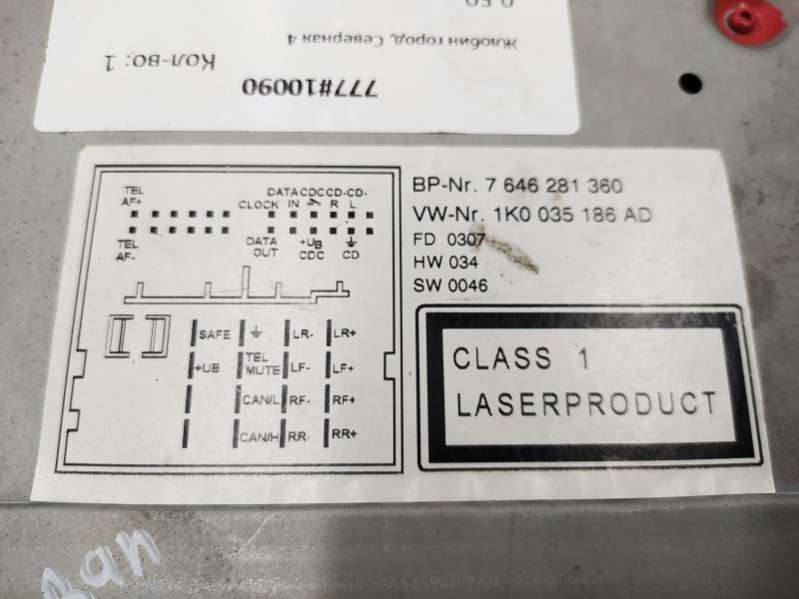 0.50
Жлобин город, Северная 4
Кол-во: 1
777#10090
TEL
AF+
DATA CDC CD- CD-
CLOCK IN R L
TEL
AF-
DATA
OUT
+UB
CDC
CD
SAFE LR- LR+
+UB TEL
MUTE LF- LF+
CAN/L RF- RF+
CAN/H RR- RR+
BP-Nr. 7 646 281 360
VW-Nr. 1K0 035 186 AD
FD 0307
HW 034
SW 0046
CLASS 1
LASERPRODUCT